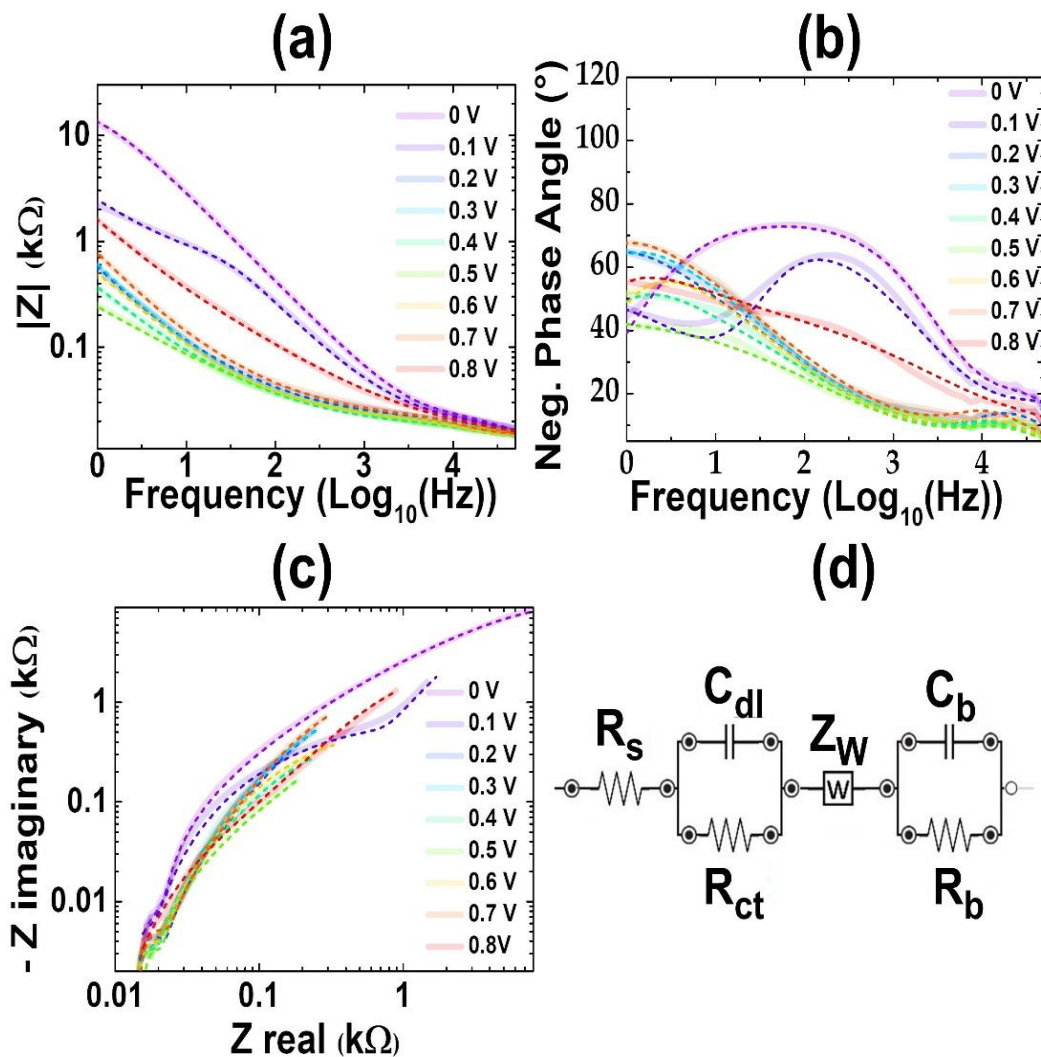 (a)
|Z| (kΩ)
10
1
0.1
0 V
0.1 V
0.2 V
0.3 V
0.4 V
0.5 V
0.6 V
0.7 V
0.8 V
0 1 2 3 4
Frequency (Log10(Hz))
(b)
Neg. Phase Angle (°)
120
100
80
60
40
20
0 V
0.1 V
0.2 V
0.3 V
0.4 V
0.5 V
0.6 V
0.7 V
0.8 V
0 1 2 3 4
Frequency (Log10(Hz))
(c)
- Z imaginary (kΩ)
1
0.1
0.01
0 V
0.1 V
0.2 V
0.3 V
0.4 V
0.5 V
0.6 V
0.7 V
0.8V
0.01 0.1 1
Z real (kΩ)
(d)
Cdl
Cb
Rs
ZW
W
Rct
Rb